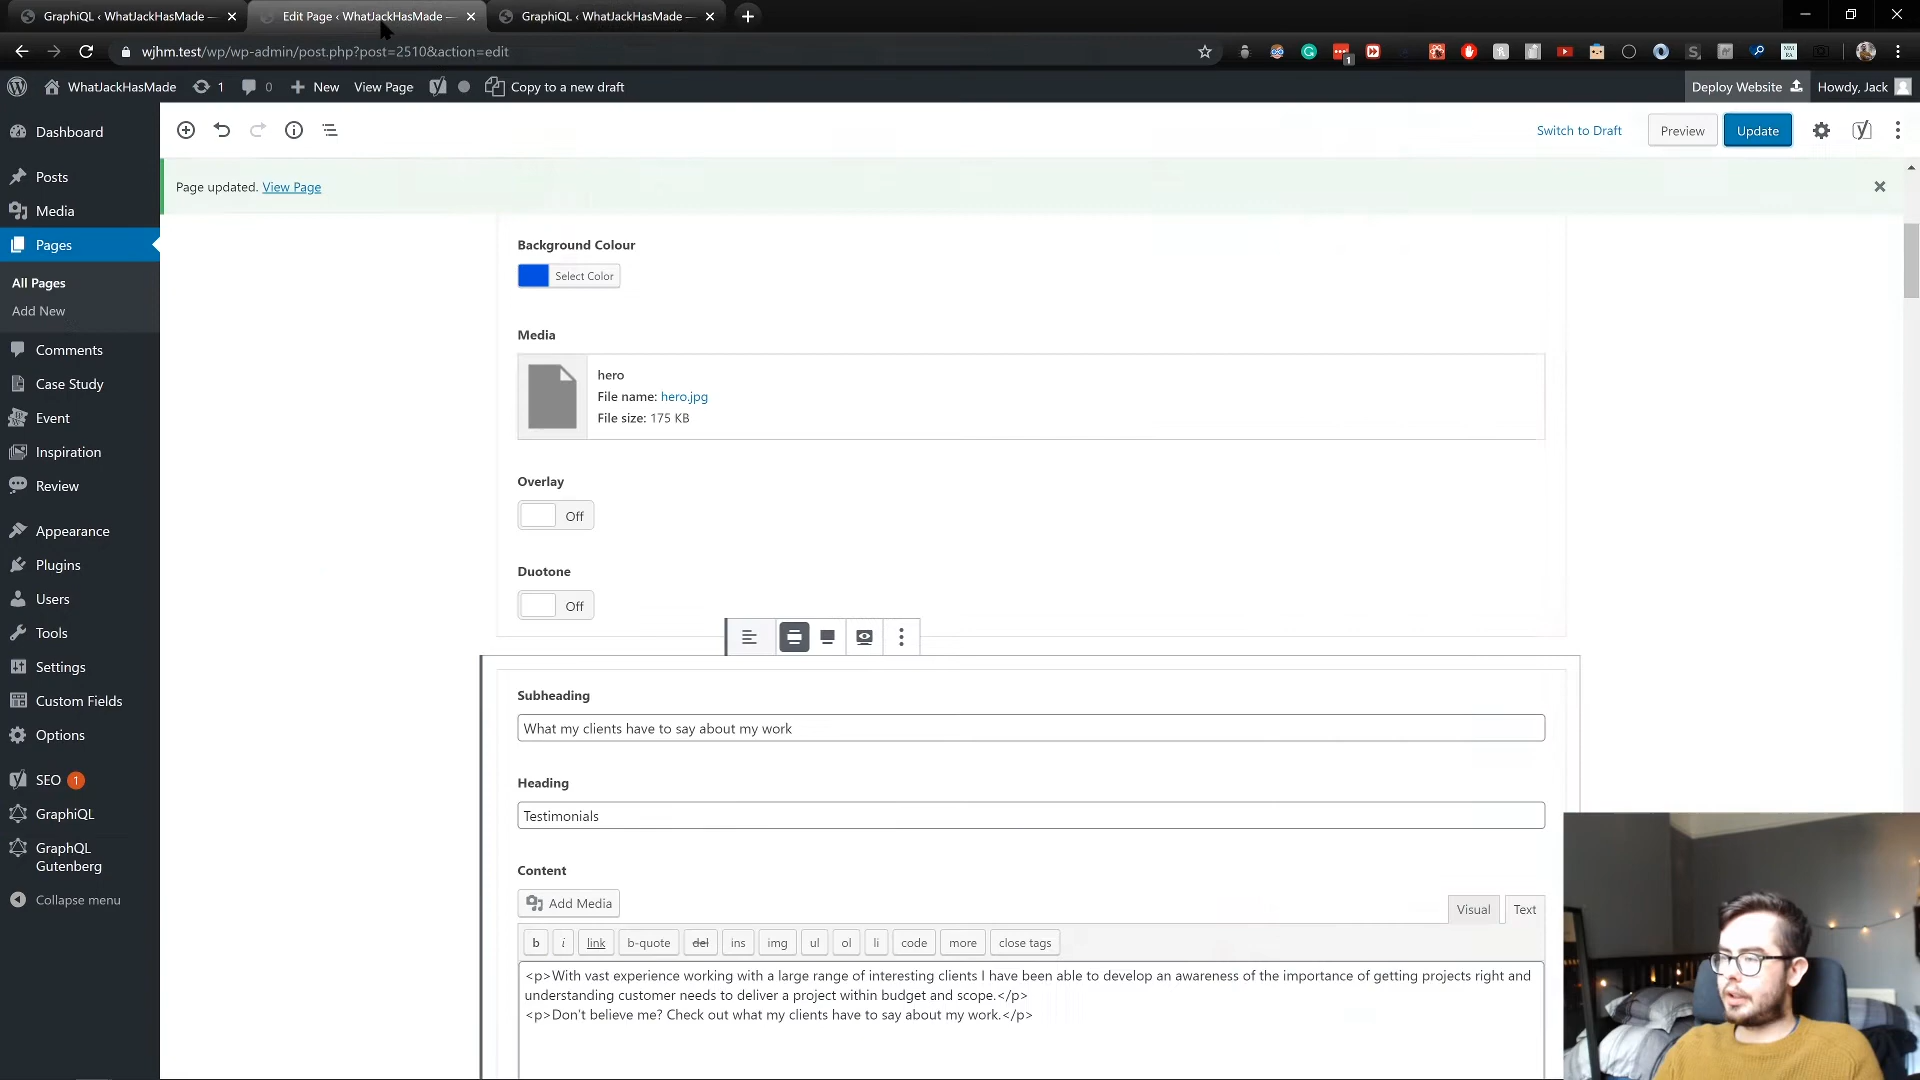 GraphiQL ‹ WhatJackHasMade —
Edit Page ‹ WhatJackHasMade —
GraphiQL ‹ WhatJackHasMade —
wjhm.test/wp/wp-admin/post.php?post=2510&action=edit
WhatJackHasMade
1
0
New
View Page
Copy to a new draft
Deploy Website
Howdy, Jack
Dashboard
Posts
Media
Pages
All Pages
Add New
Comments
Case Study
Event
Inspiration
Review
Appearance
Plugins
Users
Tools
Settings
Custom Fields
Options
SEO 1
GraphiQL
GraphQL
Gutenberg
Collapse menu
Switch to Draft
Preview
Update
Page updated. View Page
Background Colour
Select Color
Media
hero
File name: hero.jpg
File size: 175 KB
Overlay
Off
Duotone
Off
Subheading
What my clients have to say about my work
Heading
Testimonials
Content
Add Media
Visual
Text
b
i
link
b-quote
del
ins
img
ul
ol
li
code
more
close tags
<p>With vast experience working with a large range of interesting clients I have been able to develop an awareness of the importance of getting projects right and
understanding customer needs to deliver a project within budget and scope.</p>
<p>Don't believe me? Check out what my clients have to say about my work.</p>